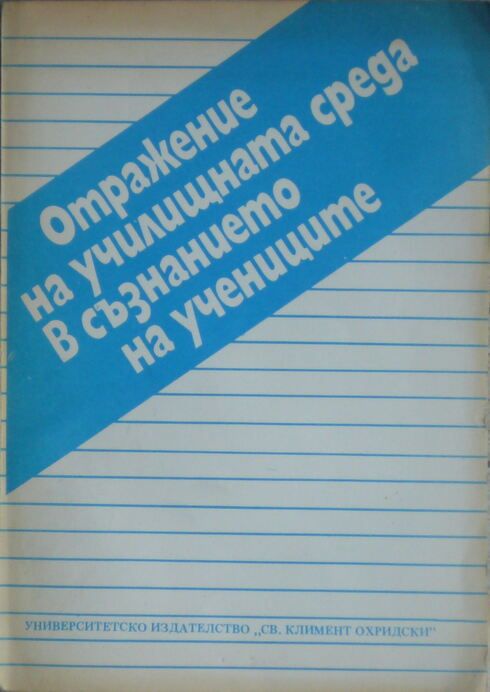 Отражение
на училищната среда
в съзнанието
на учениците
УНИВЕРСИТЕТСКО ИЗДАТЕЛСТВО „СВ. КЛИМЕНТ ОХРИДСКИ"